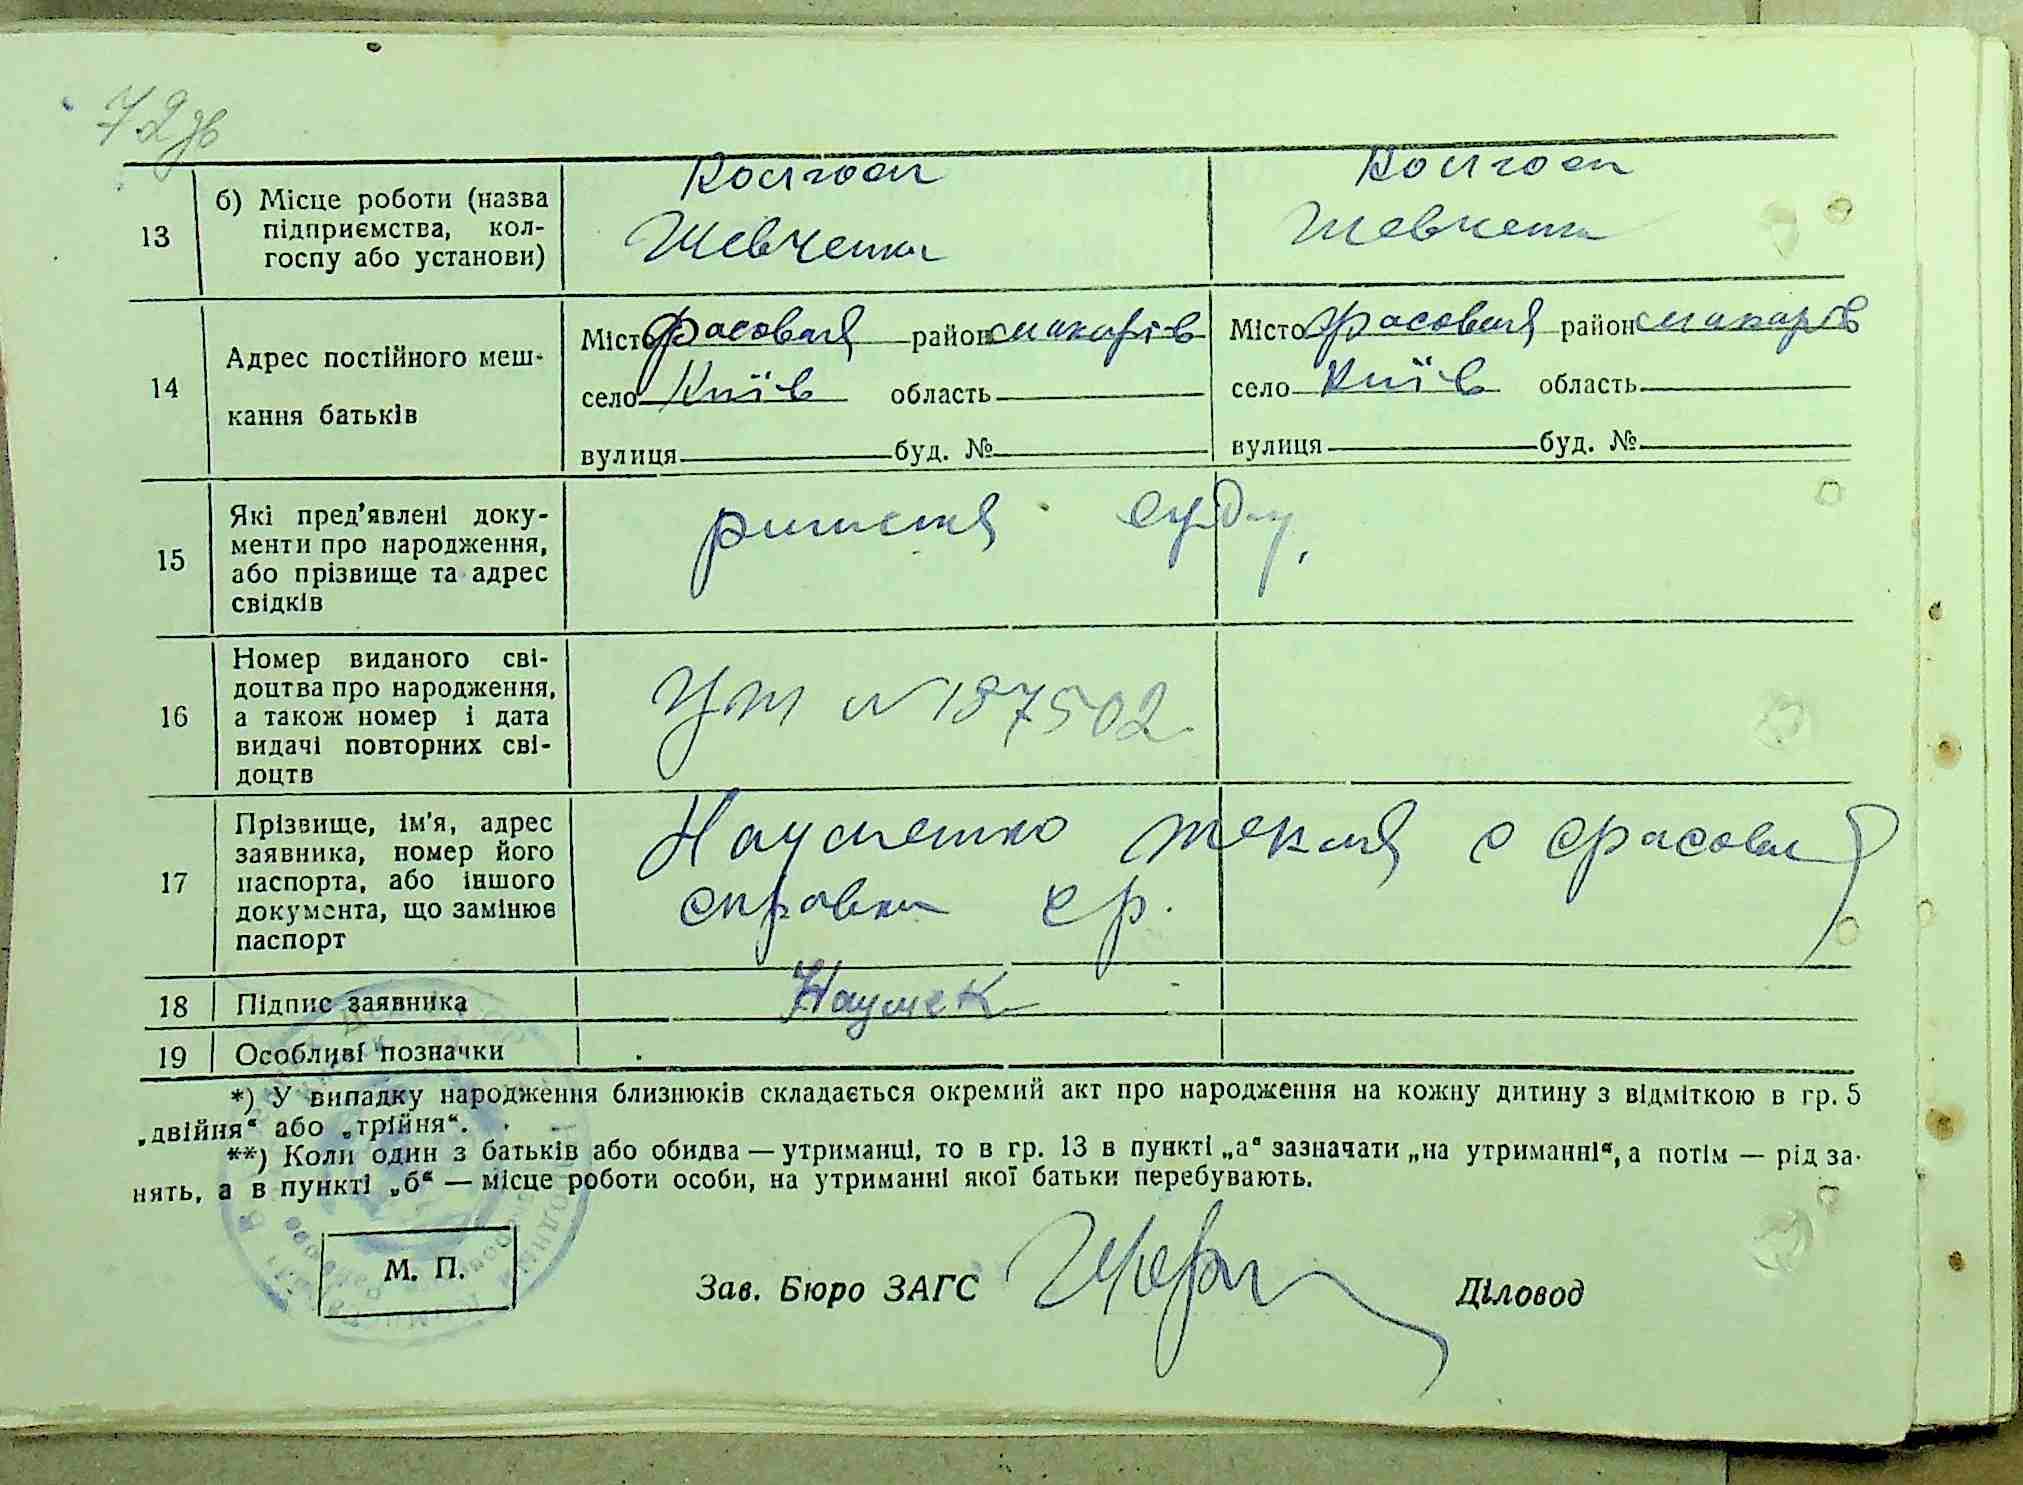 72 зв
13 б) Місце роботи (назва підприємства, кол- госпу або установи) Колгосп Шевченка Колгосп Шевченка
14 Адрес постійного меш- кання батьків
Місто Фасовая район Макарів Місто Фасовая район Макарів
село Київ область село Київ область
вулиця буд. № вулиця буд. №
15 Які пред'явлені доку- менти про народження, або прізвище та адрес свідків рішення суду,
16 Номер виданого сві- доцтва про народження, а також номер і дата видачі повторних сві- доцтв № 187502
17 Прізвище, ім'я, адрес заявника, номер його паспорта, або іншого документа, що замінює паспорт Науменко Текля с Фасова справка ср.
18 Підпис заявника Наумек
19 Особливі позначки
*) У випадку народження близнюків складається окремий акт про народження на кожну дитину з відміткою в гр. 5
„двійня“ або „трійня“.
**) Коли один з батьків або обидва — утриманці, то в гр. 13 в пункті „а“ зазначати „на утриманні“, а потім — рід за-
нять, а в пункті „б“ — місце роботи особи, на утриманні якої батьки перебувають.
М. П.
Зав. Бюро ЗАГС Діловод